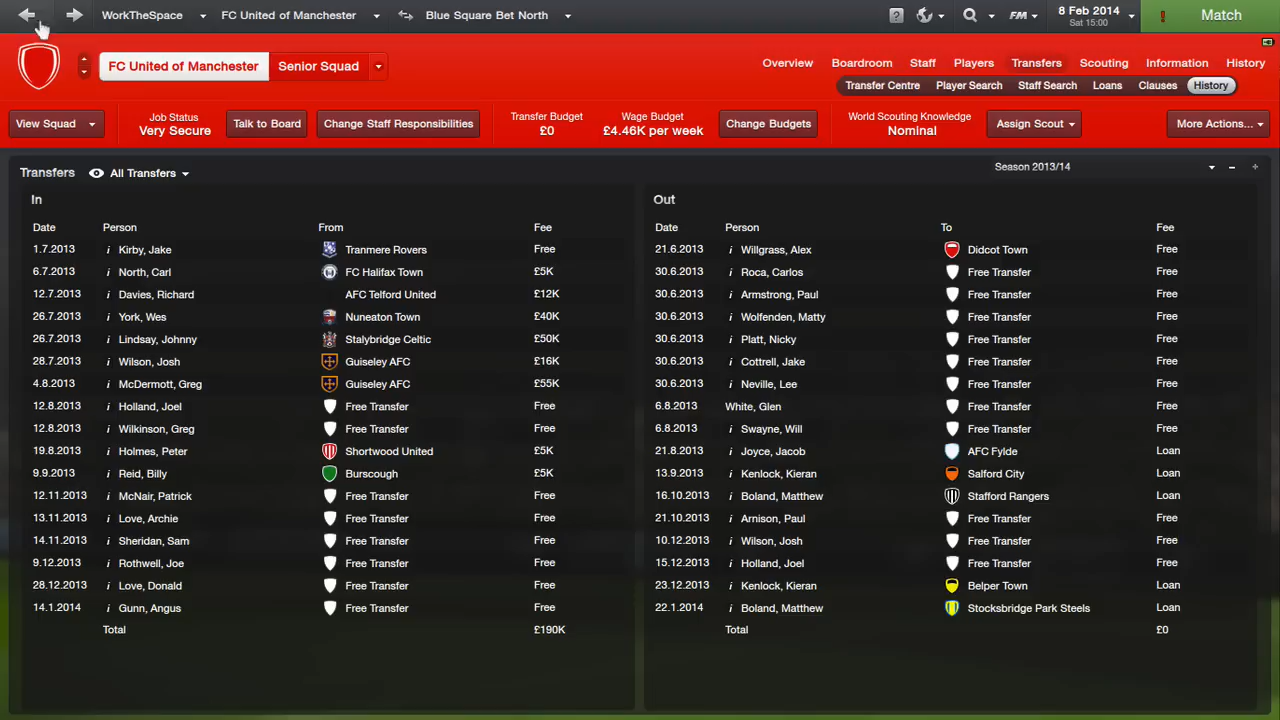 WorkTheSpace FC United of Manchester Blue Square Bet North ? FM 8 Feb 2014 Sat 15:00 ! Match
FC United of Manchester Senior Squad
Overview Boardroom Staff Players Transfers Scouting Information History
Transfer Centre Player Search Staff Search Loans Clauses History
View Squad Job Status Very Secure Talk to Board Change Staff Responsibilities Transfer Budget £0 Wage Budget £4.46K per week Change Budgets World Scouting Knowledge Nominal Assign Scout More Actions...
Transfers All Transfers Season 2013/14
In
Date Person From Fee
1.7.2013 i Kirby, Jake Tranmere Rovers Free
6.7.2013 i North, Carl FC Halifax Town £5K
12.7.2013 i Davies, Richard AFC Telford United £12K
26.7.2013 i York, Wes Nuneaton Town £40K
26.7.2013 i Lindsay, Johnny Stalybridge Celtic £50K
28.7.2013 i Wilson, Josh Guiseley AFC £16K
4.8.2013 i McDermott, Greg Guiseley AFC £55K
12.8.2013 i Holland, Joel Free Transfer Free
12.8.2013 i Wilkinson, Greg Free Transfer Free
19.8.2013 i Holmes, Peter Shortwood United £5K
9.9.2013 i Reid, Billy Burscough £5K
12.11.2013 i McNair, Patrick Free Transfer Free
13.11.2013 i Love, Archie Free Transfer Free
14.11.2013 i Sheridan, Sam Free Transfer Free
9.12.2013 i Rothwell, Joe Free Transfer Free
28.12.2013 i Love, Donald Free Transfer Free
14.1.2014 i Gunn, Angus Free Transfer Free
Total £190K
Out
Date Person To Fee
21.6.2013 i Willgrass, Alex Didcot Town Free
30.6.2013 i Roca, Carlos Free Transfer Free
30.6.2013 i Armstrong, Paul Free Transfer Free
30.6.2013 i Wolfenden, Matty Free Transfer Free
30.6.2013 i Platt, Nicky Free Transfer Free
30.6.2013 i Cottrell, Jake Free Transfer Free
30.6.2013 i Neville, Lee Free Transfer Free
6.8.2013 White, Glen Free Transfer Free
6.8.2013 i Swayne, Will Free Transfer Free
21.8.2013 i Joyce, Jacob AFC Fylde Loan
13.9.2013 i Kenlock, Kieran Salford City Loan
16.10.2013 i Boland, Matthew Stafford Rangers Loan
21.10.2013 i Arnison, Paul Free Transfer Free
10.12.2013 i Wilson, Josh Free Transfer Free
15.12.2013 i Holland, Joel Free Transfer Free
23.12.2013 i Kenlock, Kieran Belper Town Loan
22.1.2014 i Boland, Matthew Stocksbridge Park Steels Loan
Total £0